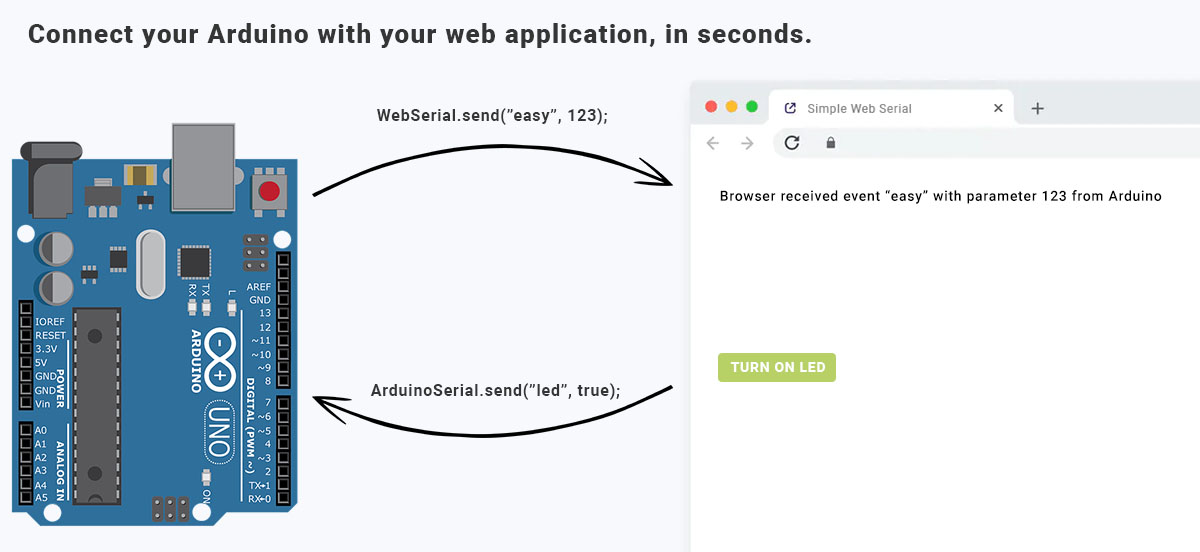 Connect your Arduino with your web application, in seconds.
WebSerial.send(”easy”, 123);
Simple Web Serial
Browser received event “easy” with parameter 123 from Arduino
TURN ON LED
ArduinoSerial.send(”led”, true);
RX
TX
L
AREF
GND
13
12
~11
~10
~9
8
7
~6
~5
4
~3
2
TX→1
RX←0
DIGITAL (PWM ~)
ARDUINO
UNO
ON
IOREF
RESET
3.3V
5V
GND
GND
Vin
POWER
A0
A1
A2
A3
A4
A5
ANALOG IN